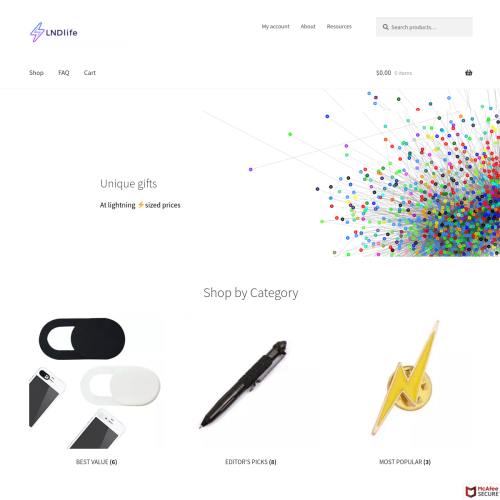 LNDlife
My account
About
Resources
Search products...
Shop
FAQ
Cart
$0.00 0 items
Unique gifts
At lightning ⚡sized prices
Shop by Category
BEST VALUE (6)
EDITOR'S PICKS (8)
MOST POPULAR (3)
McAfee
SECURE